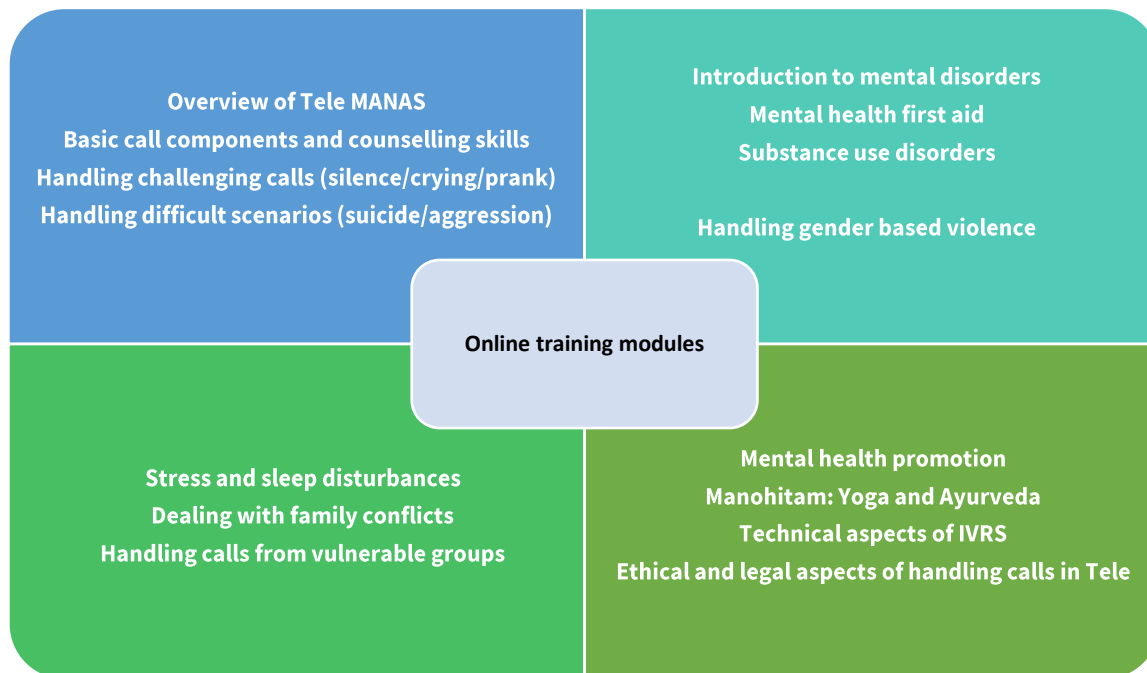 Overview of Tele MANAS
Basic call components and counselling skills
Handling challenging calls (silence/crying/prank)
Handling difficult scenarios (suicide/aggression)
Introduction to mental disorders
Mental health first aid
Substance use disorders
Handling gender based violence
Online training modules
Stress and sleep disturbances
Dealing with family conflicts
Handling calls from vulnerable groups
Mental health promotion
Manohitam: Yoga and Ayurveda
Technical aspects of IVRS
Ethical and legal aspects of handling calls in Tele